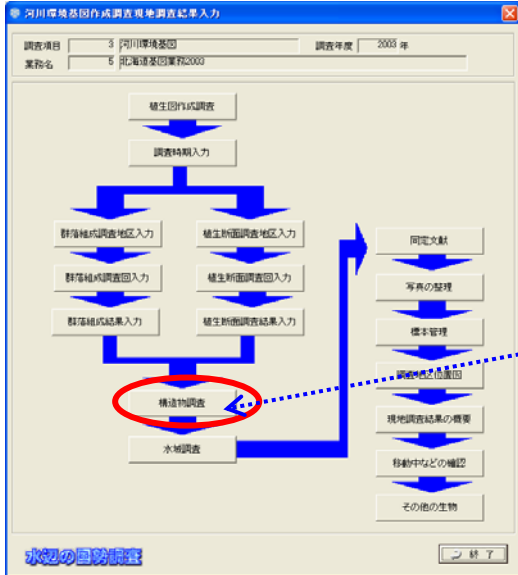 河川環境基図作成調査現地調査結果入力
調査項目 3 河川環境基図 調査年度 2003 年
業務名 5 北海道基図業務2003
植生図作成調査
調査時期入力
群落組成調査地区入力
植生断面調査地区入力
群落組成調査回入力
植生断面調査回入力
群落組成結果入力
植生断面調査結果入力
構造物調査
水域調査
同定文献
写真の整理
標本管理
調査地区位置図
現地調査結果の概要
移動中などの確認
その他の生物
水辺の国勢調査
終了